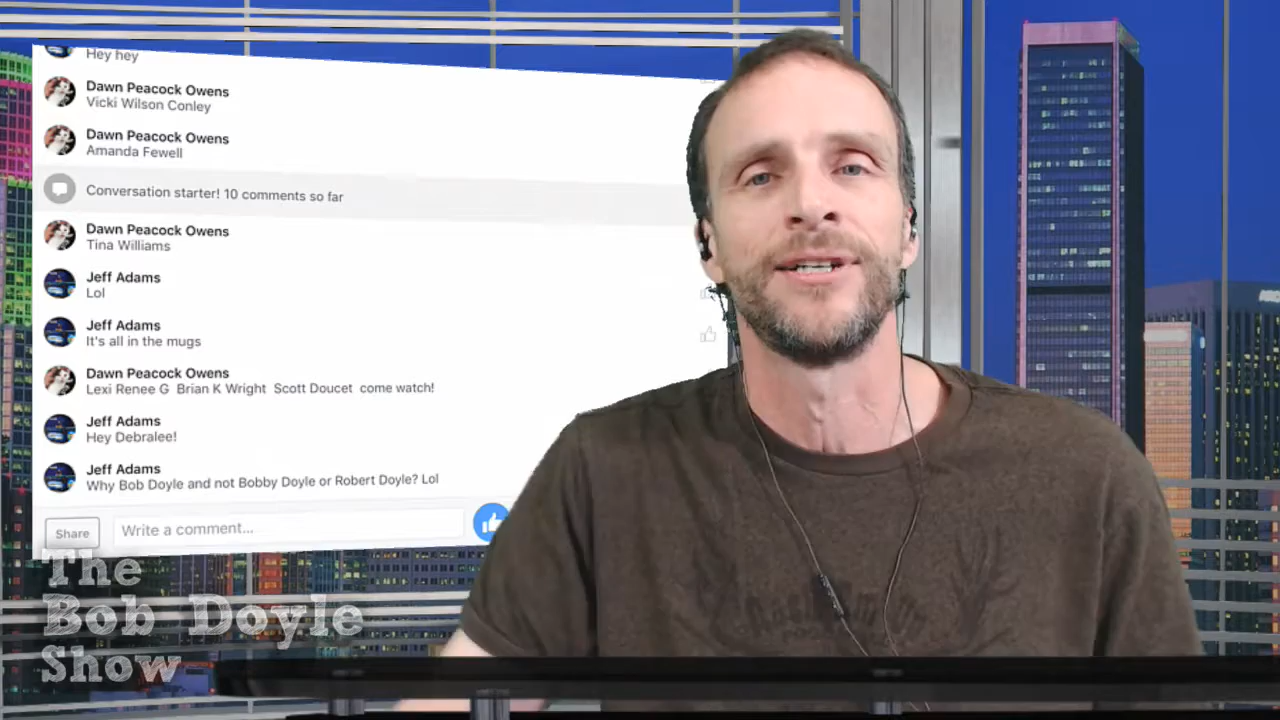 Hey hey
Dawn Peacock Owens
Vicki Wilson Conley
Dawn Peacock Owens
Amanda Fewell
Conversation starter! 10 comments so far
Dawn Peacock Owens
Tina Williams
Jeff Adams
Lol
Jeff Adams
It's all in the mugs
Dawn Peacock Owens
Lexi Renee G Brian K Wright Scott Doucet come watch!
Jeff Adams
Hey Debralee!
Jeff Adams
Why Bob Doyle and not Bobby Doyle or Robert Doyle? Lol
Share
Write a comment...
The
Bob Doyle
Show